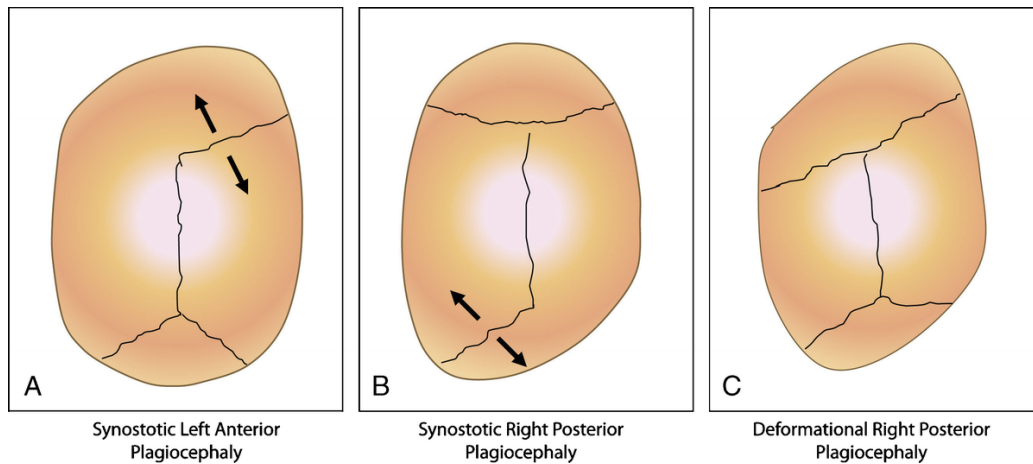 A
B
C
Synostotic Left Anterior
Plagiocephaly
Synostotic Right Posterior
Plagiocephaly
Deformational Right Posterior
Plagiocephaly